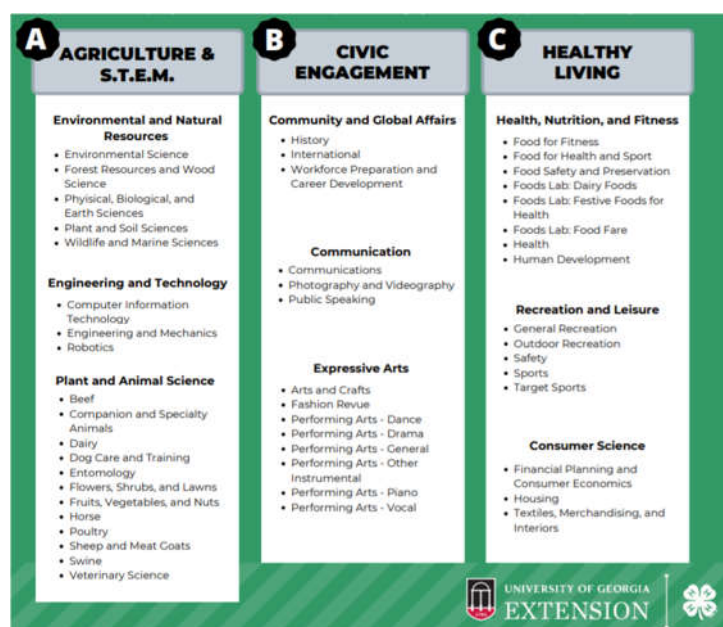 A
AGRICULTURE &
S.T.E.M.
Environmental and Natural
Resources
• Environmental Science
• Forest Resources and Wood
Science
• Phyisical, Biological, and
Earth Sciences
• Plant and Soil Sciences
• Wildlife and Marine Sciences
Engineering and Technology
• Computer Information
Technology
• Engineering and Mechanics
• Robotics
Plant and Animal Science
• Beef
• Companion and Specialty
Animals
• Dairy
• Dog Care and Training
• Entomology
• Flowers, Shrubs, and Lawns
• Fruits, Vegetables, and Nuts
• Horse
• Poultry
• Sheep and Meat Goats
• Swine
• Veterinary Science
B
CIVIC
ENGAGEMENT
Community and Global Affairs
• History
• International
• Workforce Preparation and
Career Development
Communication
• Communications
• Photography and Videography
• Public Speaking
Expressive Arts
• Arts and Crafts
• Fashion Revue
• Performing Arts - Dance
• Performing Arts - Drama
• Performing Arts - General
• Performing Arts - Other
Instrumental
• Performing Arts - Piano
• Performing Arts - Vocal
C
HEALTHY
LIVING
Health, Nutrition, and Fitness
• Food for Fitness
• Food for Health and Sport
• Food Safety and Preservation
• Foods Lab: Dairy Foods
• Foods Lab: Festive Foods for
Health
• Foods Lab: Food Fare
• Health
• Human Development
Recreation and Leisure
• General Recreation
• Outdoor Recreation
• Safety
• Sports
• Target Sports
Consumer Science
• Financial Planning and
Consumer Economics
• Housing
• Textiles, Merchandising, and
Interiors
UNIVERSITY OF GEORGIA
EXTENSION